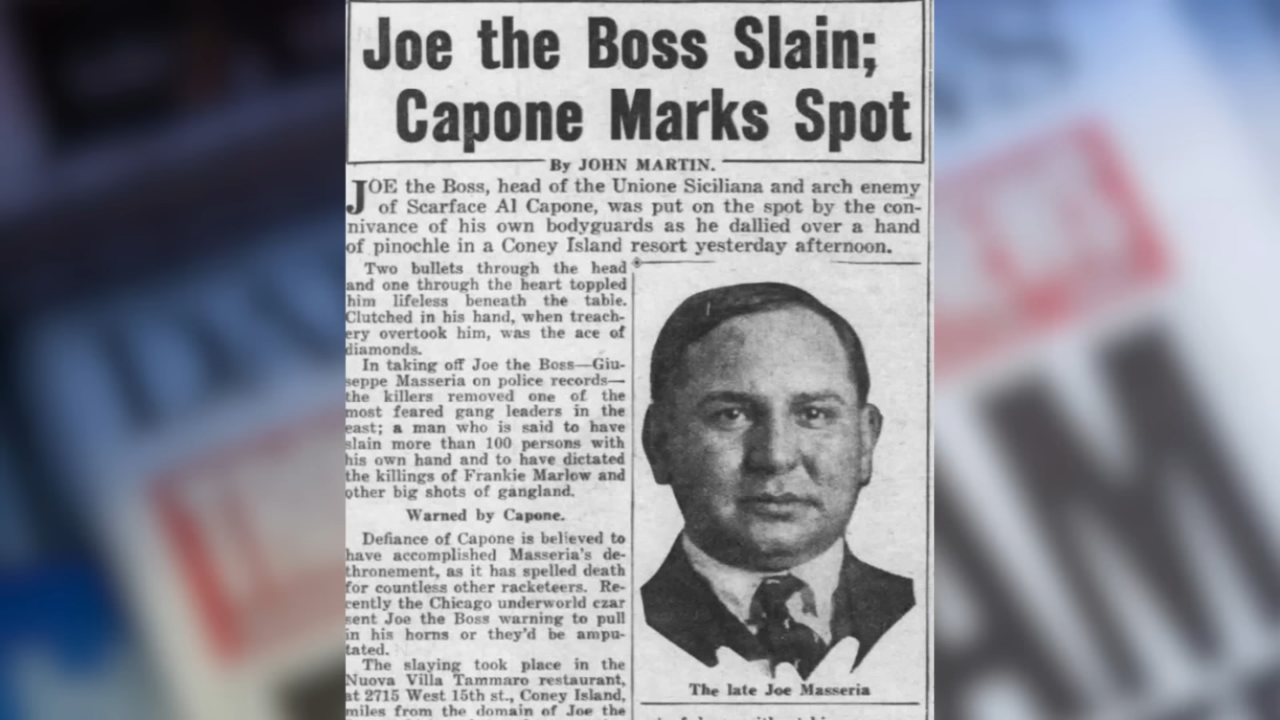 Joe the Boss Slain;
Capone Marks Spot
By JOHN MARTIN.
JOE the Boss, head of the Unione Siciliana and arch enemy
of Scarface Al Capone, was put on the spot by the con-
nivance of his own bodyguards as he dallied over a hand
of pinochle in a Coney Island resort yesterday afternoon.
Two bullets through the head
and one through the heart toppled
him lifeless beneath the table.
Clutched in his hand, when treach-
ery overtook him, was the ace of
diamonds.
In taking off Joe the Boss—Giu-
seppe Masseria on police records—
the killers removed one of the
most feared gang leaders in the
east; a man who is said to have
slain more than 100 persons with
his own hand and to have dictated
the killings of Frankie Marlow and
other big shots of gangland.
Warned by Capone.
Defiance of Capone is believed to
have accomplished Masseria's de-
thronement, as it has spelled death
for countless other racketeers. Re-
cently the Chicago underworld czar
sent Joe the Boss warning to pull
in his horns or they'd be ampu-
tated.
The slaying took place in the
Nuova Villa Tammaro restaurant,
at 2715 West 15th st., Coney Island,
miles from the domain of Joe the
The late Joe Masseria